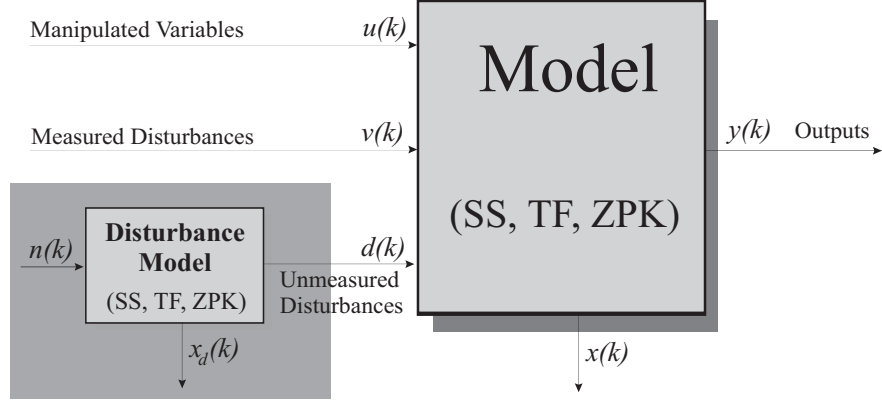 Manipulated Variables u(k)
Model
Measured Disturbances v(k)
y(k) Outputs
(SS, TF, ZPK)
n(k)
Disturbance
Model
(SS, TF, ZPK)
d(k)
Unmeasured
Disturbances
x_d(k)
x(k)